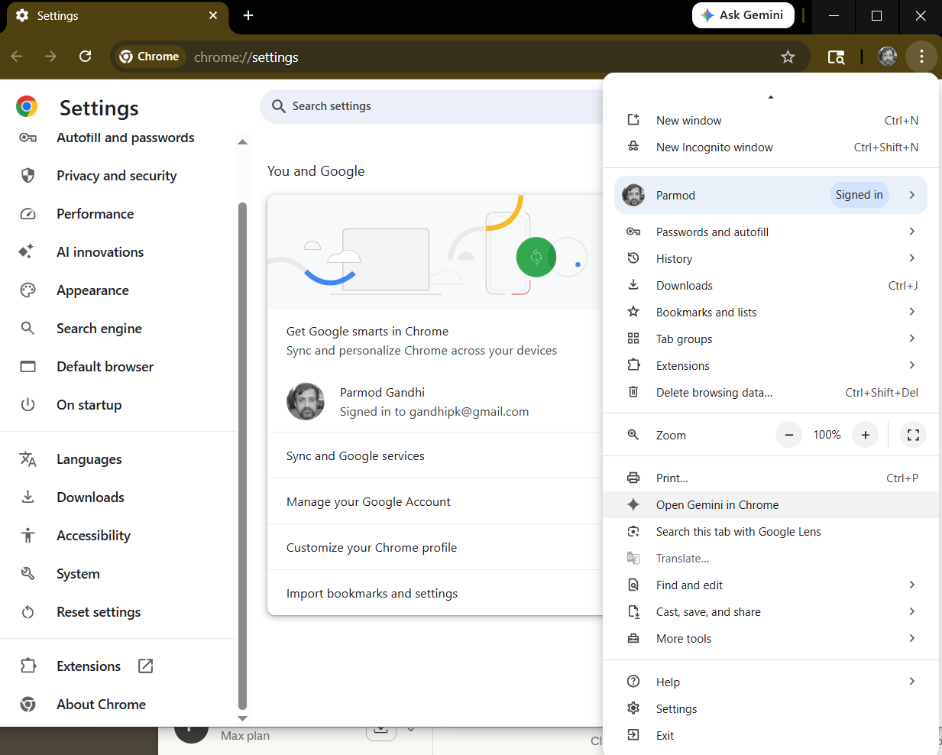 Settings
Ask Gemini
Chrome
chrome://settings
Settings
Autofill and passwords
Privacy and security
Performance
AI innovations
Appearance
Search engine
Default browser
On startup
Languages
Downloads
Accessibility
System
Reset settings
Extensions
About Chrome
Search settings
You and Google
Get Google smarts in Chrome
Sync and personalize Chrome across your devices
Parmod Gandhi
Signed in to gandhipk@gmail.com
Sync and Google services
Manage your Google Account
Customize your Chrome profile
Import bookmarks and settings
New window Ctrl+N
New Incognito window Ctrl+Shift+N
Parmod Signed in
Passwords and autofill
History
Downloads Ctrl+J
Bookmarks and lists
Tab groups
Extensions
Delete browsing data... Ctrl+Shift+Del
Zoom − 100% +
Print... Ctrl+P
Open Gemini in Chrome
Search this tab with Google Lens
Translate...
Find and edit
Cast, save, and share
More tools
Help
Settings
Exit
Max plan